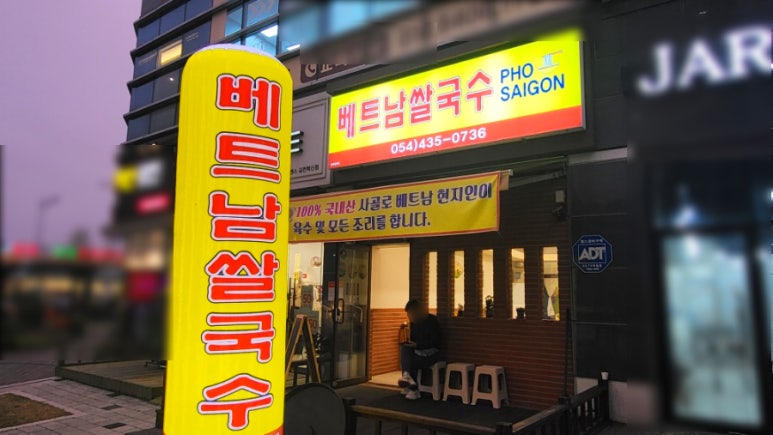 베트남쌀국수
베트남쌀국수
PHO
SAIGON
054)435-0736
100% 국내산 사골로 베트남 현지인이
육수 및 모든 조리를 합니다.
ADT
JAR